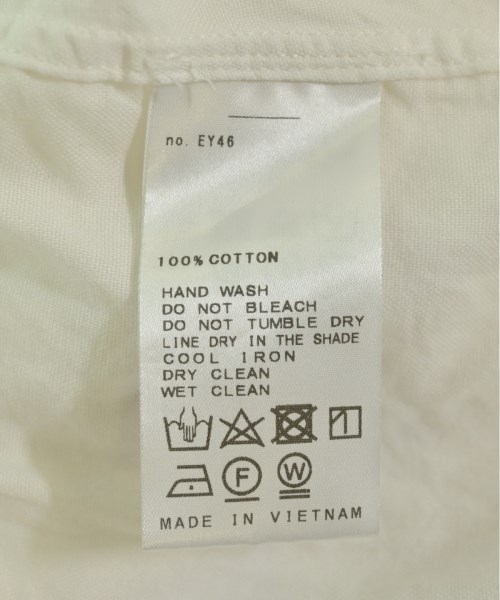 no. EY46
100% COTTON
HAND WASH
DO NOT BLEACH
DO NOT TUMBLE DRY
LINE DRY IN THE SHADE
COOL IRON
DRY CLEAN
WET CLEAN
F W
MADE IN VIETNAM